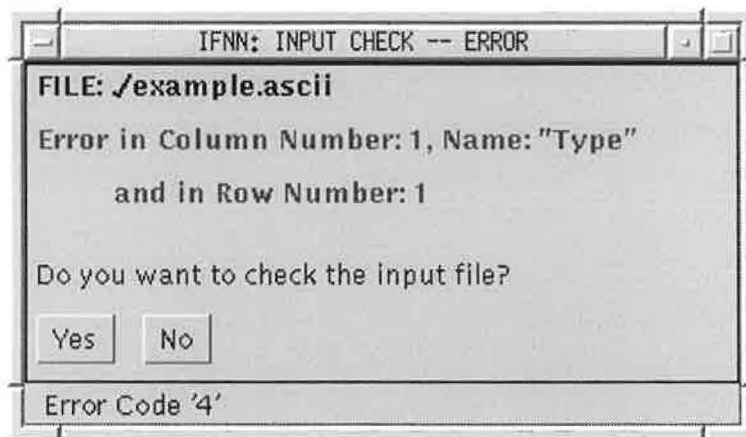 IFNN: INPUT CHECK -- ERROR
FILE: ./example.ascii
Error in Column Number: 1, Name: "Type"
and in Row Number: 1
Do you want to check the input file?
Yes No
Error Code '4'